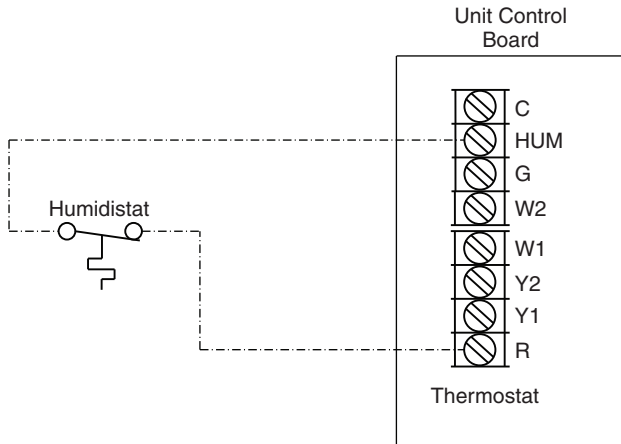 Unit Control
Board
C
HUM
G
Humidistat
W2
W1
Y2
Y1
R
Thermostat